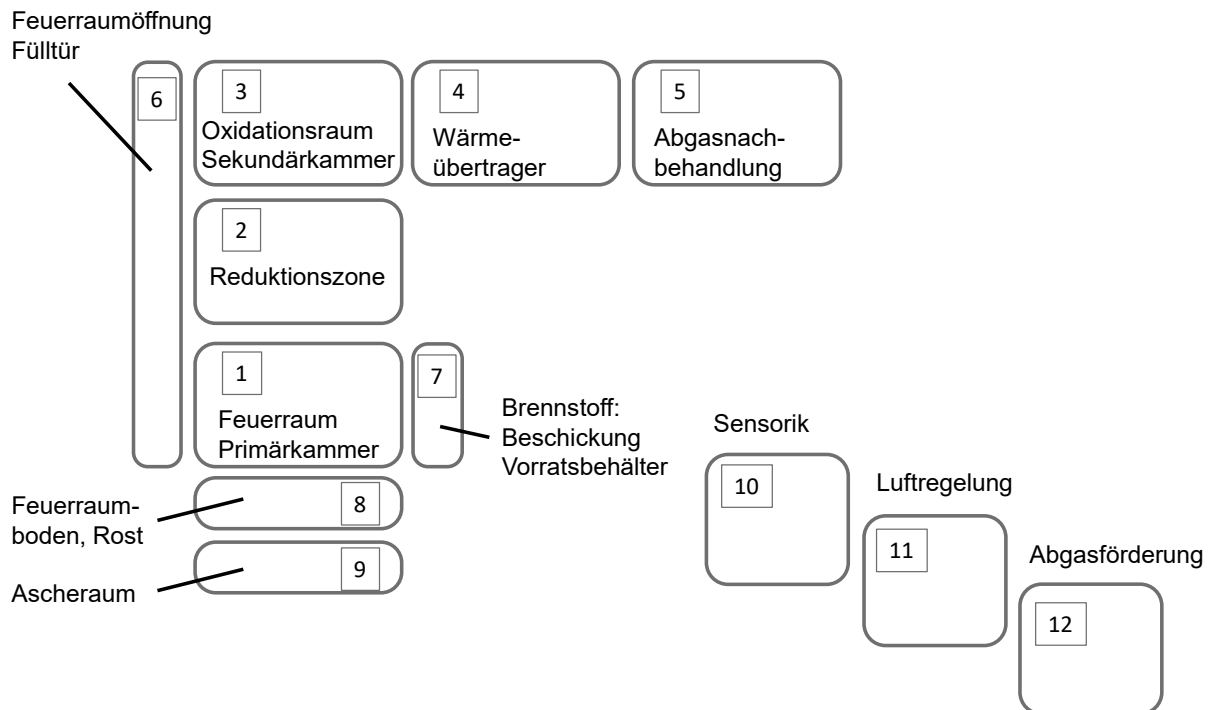 Feuerraumöffnung
Fülltür
6
3
Oxidationsraum
Sekundärkammer
4
Wärme-
übertrager
5
Abgasnach-
behandlung
2
Reduktionszone
1
Feuerraum
Primärkammer
7
Brennstoff:
Beschickung
Vorratsbehälter
Feuerraum-
boden, Rost
8
Ascheraum
9
Sensorik
10
Luftregelung
11
Abgasförderung
12